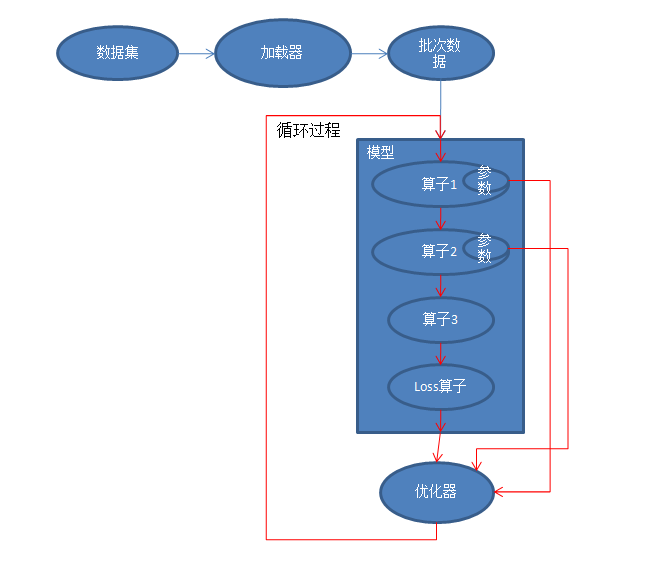 数据集
加载器
批次数
据
循环过程
模型
算子1
参
数
算子2
参
数
算子3
Loss算子
优化器